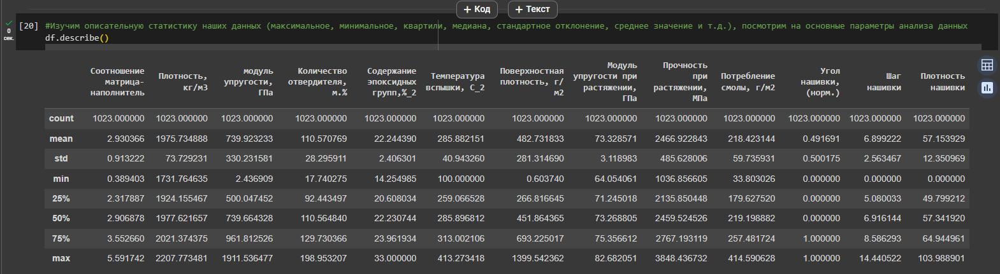 + Код + Текст
[20] #Изучим описательную статистику наших данных (максимальное, минимальное, квартили, медиана, стандартное отклонение, среднее значение и т.д.), посмотрим на основные параметры анализа данных
0 сек.
df.describe()
Соотношение матрица-наполнитель Плотность, кг/м3 модуль упругости, ГПа Количество отвердителя, м.% Содержание эпоксидных групп,%_2 Температура вспышки, С_2 Поверхностная плотность, г/м2 Модуль упругости при растяжении, ГПа Прочность при растяжении, МПа Потребление смолы, г/м2 Угол нашивки, (норм.) Шаг нашивки Плотность нашивки
count 1023.000000 1023.000000 1023.000000 1023.000000 1023.000000 1023.000000 1023.000000 1023.000000 1023.000000 1023.000000 1023.000000 1023.000000 1023.000000
mean 2.930366 1975.734888 739.923233 110.570769 22.244390 285.882151 482.731833 73.328571 2466.922843 218.423144 0.491691 6.899222 57.153929
std 0.913222 73.729231 330.231581 28.295911 2.406301 40.943260 281.314690 3.118983 485.628006 59.735931 0.500175 2.563467 12.350969
min 0.389403 1731.764635 2.436909 17.740275 14.254985 100.000000 0.603740 64.054061 1036.856605 33.803026 0.000000 0.000000 0.000000
25% 2.317887 1924.155467 500.047452 92.443497 20.608034 259.066528 266.816645 71.245018 2135.850448 179.627520 0.000000 5.080033 49.799212
50% 2.906878 1977.621657 739.664328 110.564840 22.230744 285.896812 451.864365 73.268805 2459.524526 219.198882 0.000000 6.916144 57.341920
75% 3.552660 2021.374375 961.812526 129.730366 23.961934 313.002106 693.225017 75.356612 2767.193119 257.481724 1.000000 8.586293 64.944961
max 5.591742 2207.773481 1911.536477 198.953207 33.000000 413.273418 1399.542362 82.682051 3848.436732 414.590628 1.000000 14.440522 103.988901